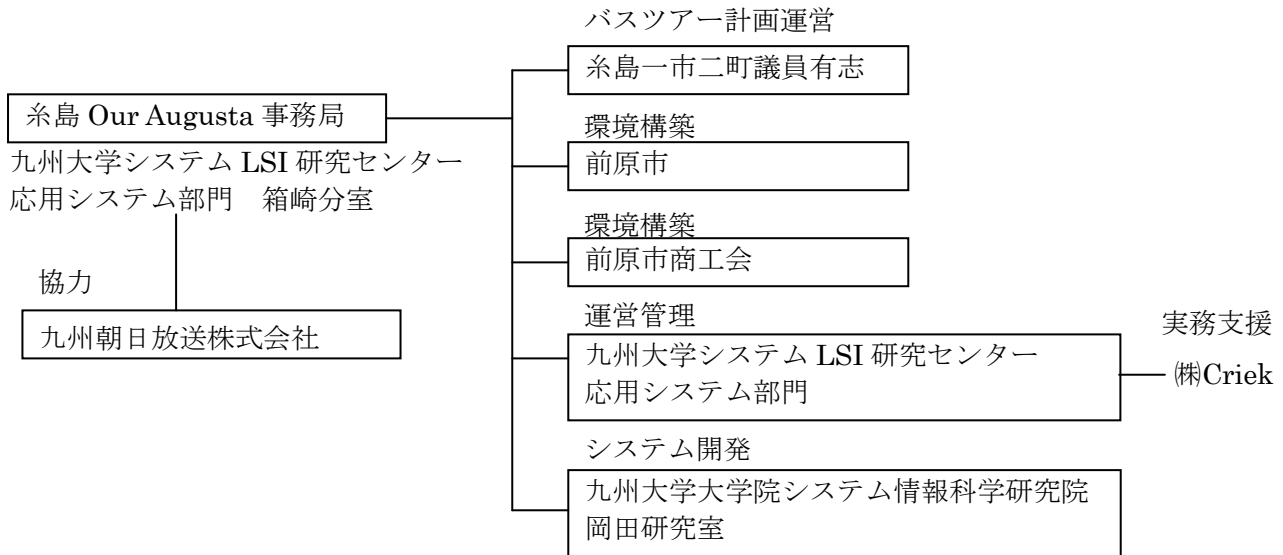 バスツアー計画運営
糸島一市二町議員有志
糸島 Our Augusta 事務局
九州大学システム LSI 研究センター
応用システム部門　箱崎分室
環境構築
前原市
環境構築
前原市商工会
協力
九州朝日放送株式会社
運営管理
九州大学システム LSI 研究センター
応用システム部門
実務支援
㈱Criek
システム開発
九州大学大学院システム情報科学研究院
岡田研究室